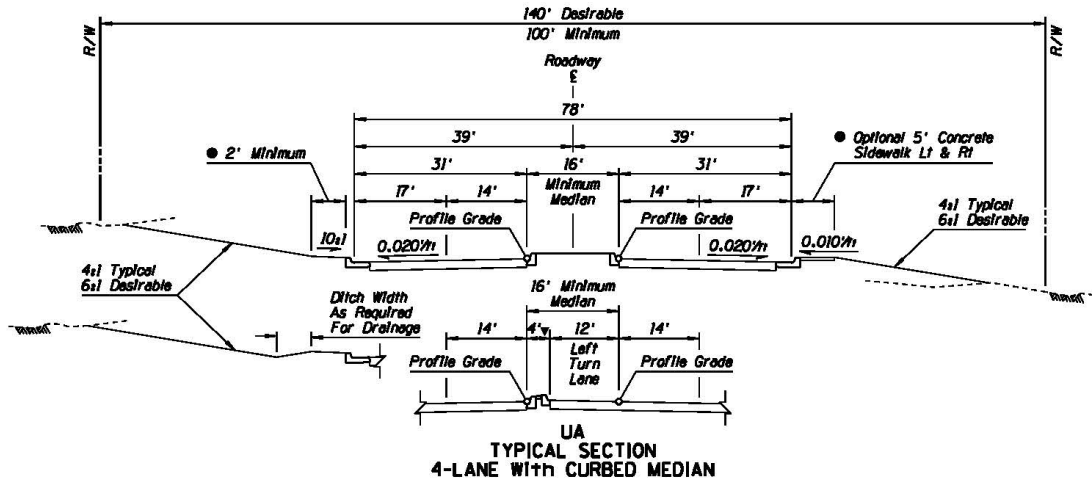 140' Desirable
100' Minimum
R/W
R/W
Roadway
℄
78'
39'
39'
● 2' Minimum
● Optional 5' Concrete
Sidewalk Lt & Rt
31'
16'
31'
Minimum
Median
17'
14'
14'
17'
Profile Grade
Profile Grade
4:1 Typical
6:1 Desirable
10:1
0.020'/ft
0.020'/ft
0.010'/ft
4:1 Typical
6:1 Desirable
16' Minimum
Median
Ditch Width
As Required
For Drainage
14'
4'
12'
14'
Left
Turn
Lane
Profile Grade
Profile Grade
UA
TYPICAL SECTION
4-LANE With CURBED MEDIAN